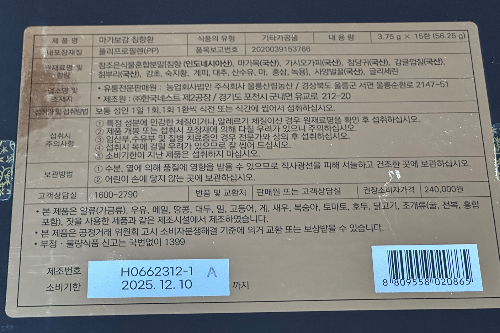 제품명 마가보감 침향환 식품의 유형 기타가공품 내 용 량 3.75 g × 15환 (56.25 g)
내포장재질 폴리프로필렌(PP) 품목보고번호 2020039153766
원재료명 및 함량 참조은식물혼합분말[침향(인도네시아산), 마가목(국산), 가시오가피(국산), 참당귀(국산), 감귤껍질(국산),
칡뿌리(국산), 감초, 숙지황, 계피, 대추, 산수유, 마, 홍삼, 녹용], 사양벌꿀(국산), 글리세린
업소명 및 소재지 • 유통전문판매원 : 농업회사법인 주식회사 울릉산림농산 / 경상북도 울릉군 서면 울릉순환로 2147-51
• 제조원 : ㈜한국네스트 제2공장 / 경기도 포천시 군내면 유교로 212-20
섭취량 및 섭취방법 보통 성인 1일 1회, 1회 1환씩 식전 또는 식간에 씹어서 섭취하십시오.
섭취시 주의사항 ① 특정 성분에 민감한 체질이거나, 알레르기 체질이신 경우 원재료명을 확인 후 섭취하십시오.
② 제품 개봉 또는 섭취시 포장재에 의해 다칠 우려가 있으니 주의하십시오.
③ 임산부 수유부 및 질병 치료중인 경우 전문가와 상의 후 섭취하십시오.
④ 섭취시 목에 걸릴 우려가 있으므로 잘 씹어 드십시오.
⑤ 소비기한이 지난 제품은 섭취하지 마십시오.
보관방법 ① 수분, 열에 의해 품질에 영향을 받을 수 있으므로 직사광선을 피해 서늘하고 건조한 곳에 보관하십시오.
② 어린이 손에 닿지 않는 곳에 보관하십시오.
고객상담실 1600-2790 반품 및 교환처 판매원 또는 고객상담실 권장소비자가격 240,000원
• 본 제품은 알류(가금류), 우유, 메밀, 땅콩, 대두, 밀, 고등어, 게, 새우, 복숭아, 토마토, 호두, 닭고기, 조개류(굴, 전복, 홍합
포함), 잣을 사용한 제품과 같은 제조시설에서 제조하였습니다.
• 본 제품은 공정거래 위원회 고시 소비자분쟁해결 기준에 의거 교환 또는 보상받을 수 있습니다.
• 부정·불량식품 신고는 국번없이 1399
제조번호 H0662312-1 A
소비기한 2025. 12. 10 까지
8 809558 020865